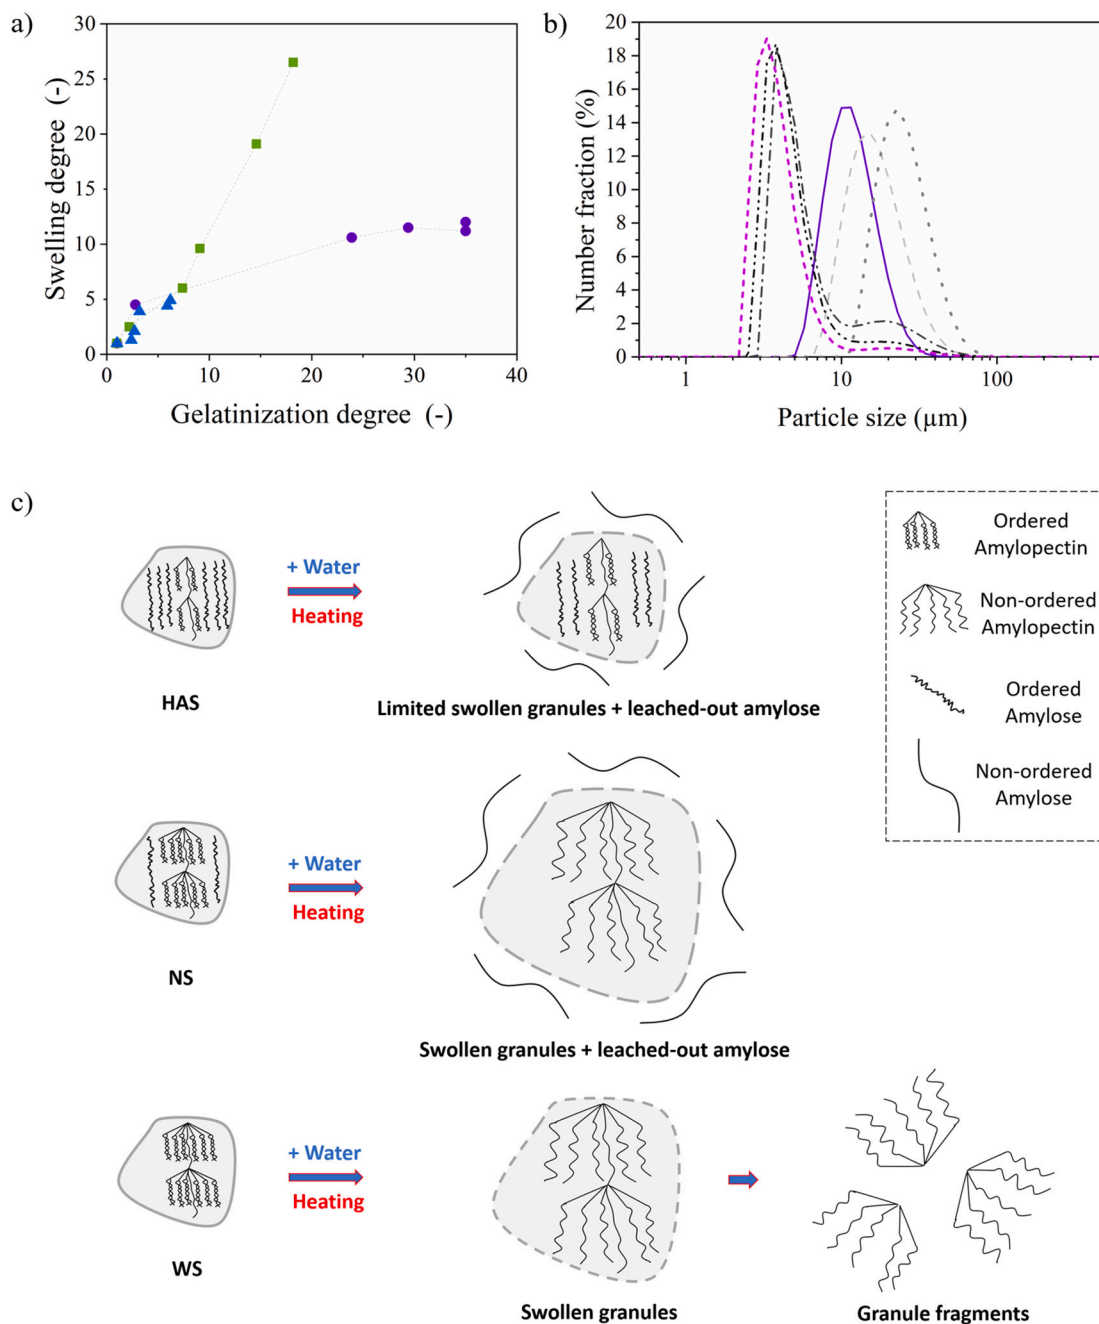 a)
30
25
20
15
10
5
0
Swelling degree (-)
0 10 20 30 40
Gelatinization degree (-)
b)
20
18
16
14
12
10
8
6
4
2
0
Number fraction (%)
1 10 100
Particle size (µm)
c)
+ Water
Heating
HAS
Limited swollen granules + leached-out amylose
+ Water
Heating
NS
Swollen granules + leached-out amylose
+ Water
Heating
WS
Swollen granules
Granule fragments
Ordered
Amylopectin
Non-ordered
Amylopectin
Ordered
Amylose
Non-ordered
Amylose